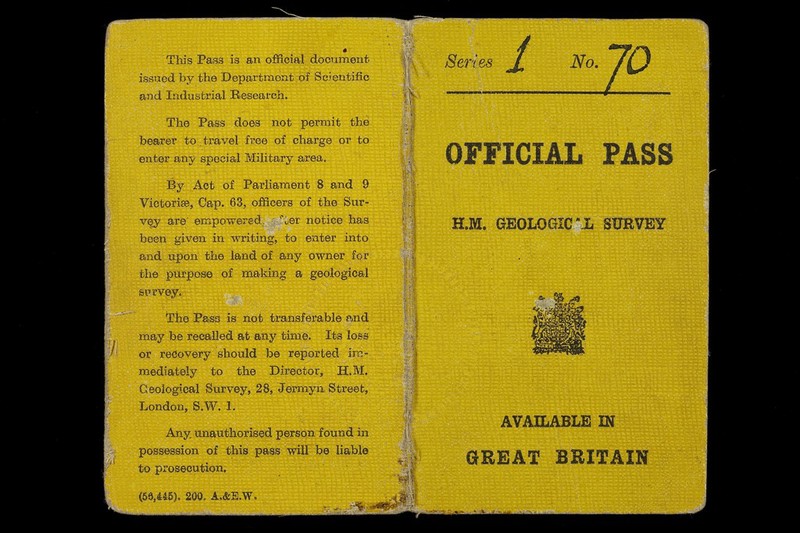 This Pass is an official document
issued by the Department of Scientific
and Industrial Research.
The Pass does not permit the
bearer to travel free of charge or to
enter any special Military area.
By Act of Parliament 8 and 9
Victoriæ, Cap. 63, officers of the Sur-
vey are empowered, after notice has
been given in writing, to enter into
and upon the land of any owner for
the purpose of making a geological
survey.
The Pass is not transferable and
may be recalled at any time. Its loss
or recovery should be reported im-
mediately to the Director, H.M.
Geological Survey, 28, Jermyn Street,
London, S.W. 1.
Any unauthorised person found in
possession of this pass will be liable
to prosecution.
(56,445). 200. A.&E.W.
Series 1 No. 70
OFFICIAL PASS
H.M. GEOLOGICAL SURVEY
AVAILABLE IN
GREAT BRITAIN